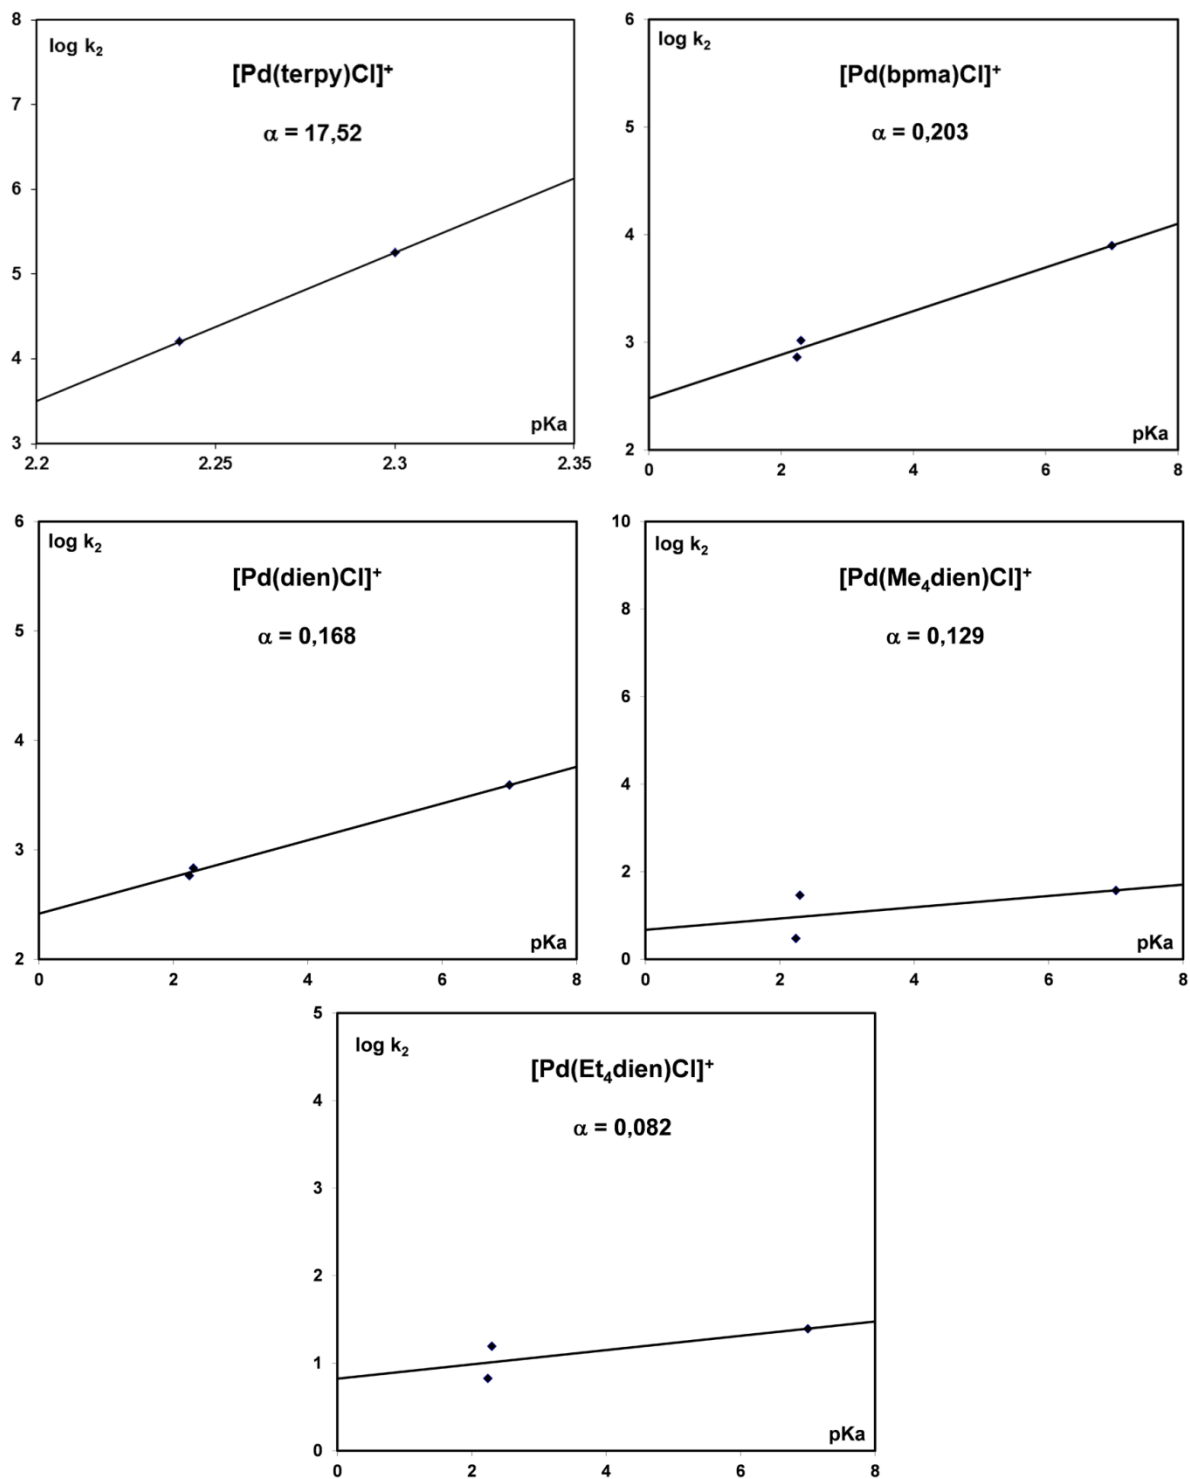 8
log k₂
[Pd(terpy)Cl]⁺
7
α = 17,52
6
5
4
pKa
3
2.2 2.25 2.3 2.35
6
log k₂
[Pd(bpma)Cl]⁺
5
α = 0,203
4
3
pKa
2
0 2 4 6 8
6
log k₂
[Pd(dien)Cl]⁺
5
α = 0,168
4
3
pKa
2
0 2 4 6 8
10
log k₂
[Pd(Me₄dien)Cl]⁺
8
α = 0,129
6
4
2
pKa
0
0 2 4 6 8
5
log k₂
[Pd(Et₄dien)Cl]⁺
4
α = 0,082
3
2
1
pKa
0
0 2 4 6 8